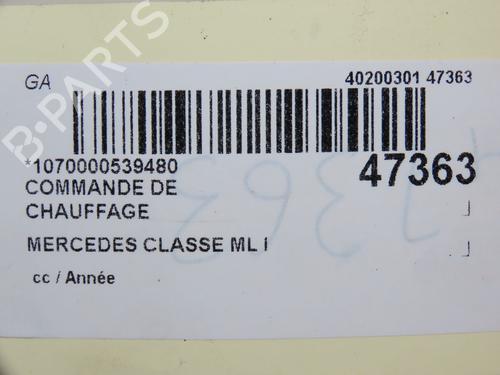 GA
40200301 47363
*1070000539480
47363
COMMANDE DE
CHAUFFAGE
MERCEDES CLASSE ML I
cc / Année
B-PARTS